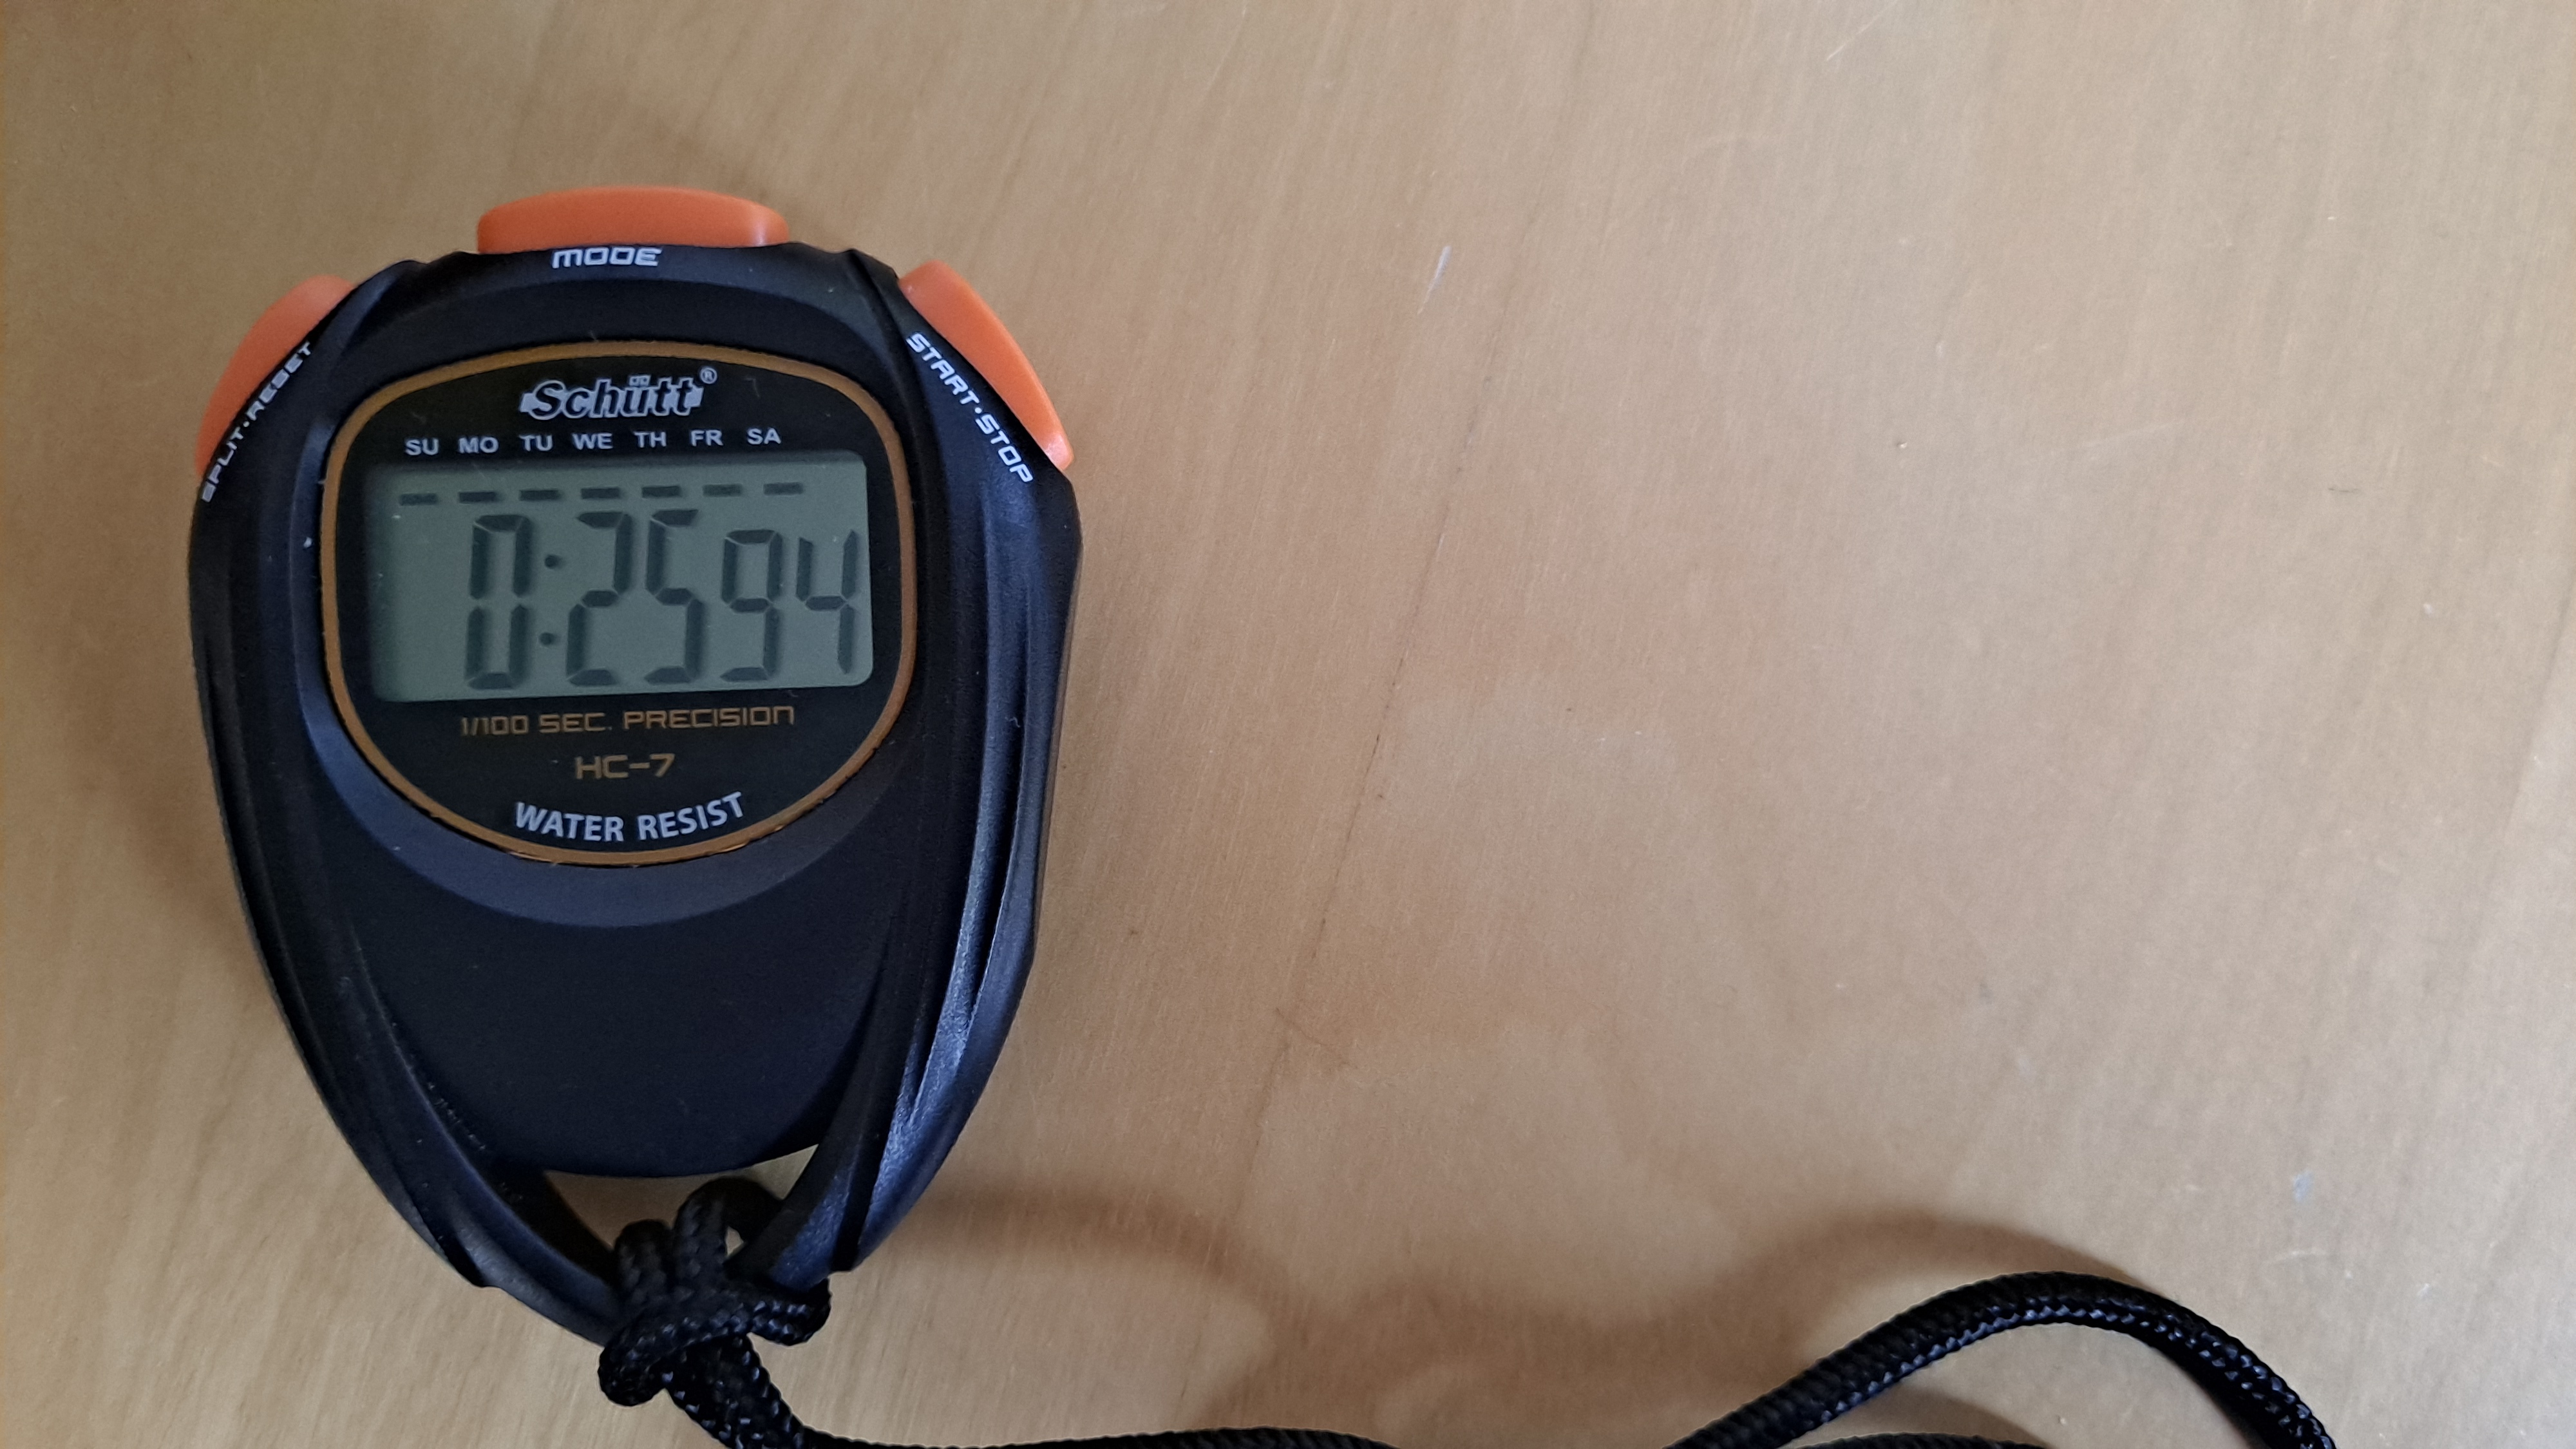 MODE
SPLIT·RESET
START·STOP
Schütt®
SU MO TU WE TH FR SA
0:25 94
1/100 SEC. PRECISION
HC-7
WATER RESIST